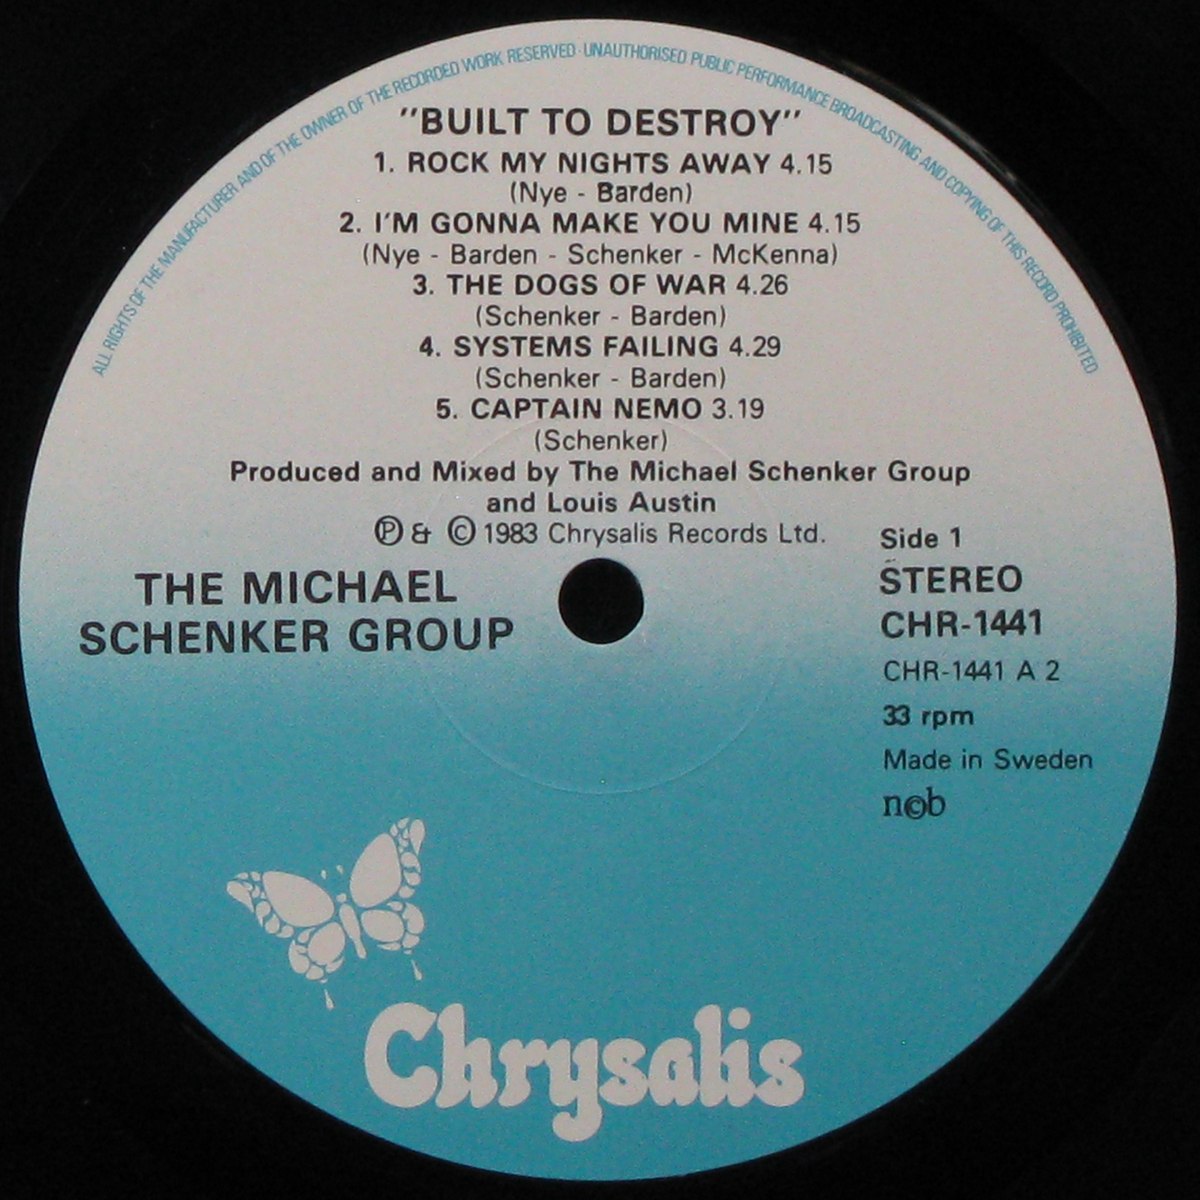 ALL RIGHTS OF THE MANUFACTURER AND OF THE OWNER OF THE RECORDED WORK RESERVED · UNAUTHORISED PUBLIC PERFORMANCE BROADCASTING AND COPYING OF THIS RECORD PROHIBITED
"BUILT TO DESTROY"
1. ROCK MY NIGHTS AWAY 4.15
(Nye - Barden)
2. I'M GONNA MAKE YOU MINE 4.15
(Nye - Barden - Schenker - McKenna)
3. THE DOGS OF WAR 4.26
(Schenker - Barden)
4. SYSTEMS FAILING 4.29
(Schenker - Barden)
5. CAPTAIN NEMO 3.19
(Schenker)
Produced and Mixed by The Michael Schenker Group
and Louis Austin
℗ & © 1983 Chrysalis Records Ltd.
THE MICHAEL
SCHENKER GROUP
Side 1
STEREO
CHR-1441
CHR-1441 A 2
33 rpm
Made in Sweden
n©b
Chrysalis